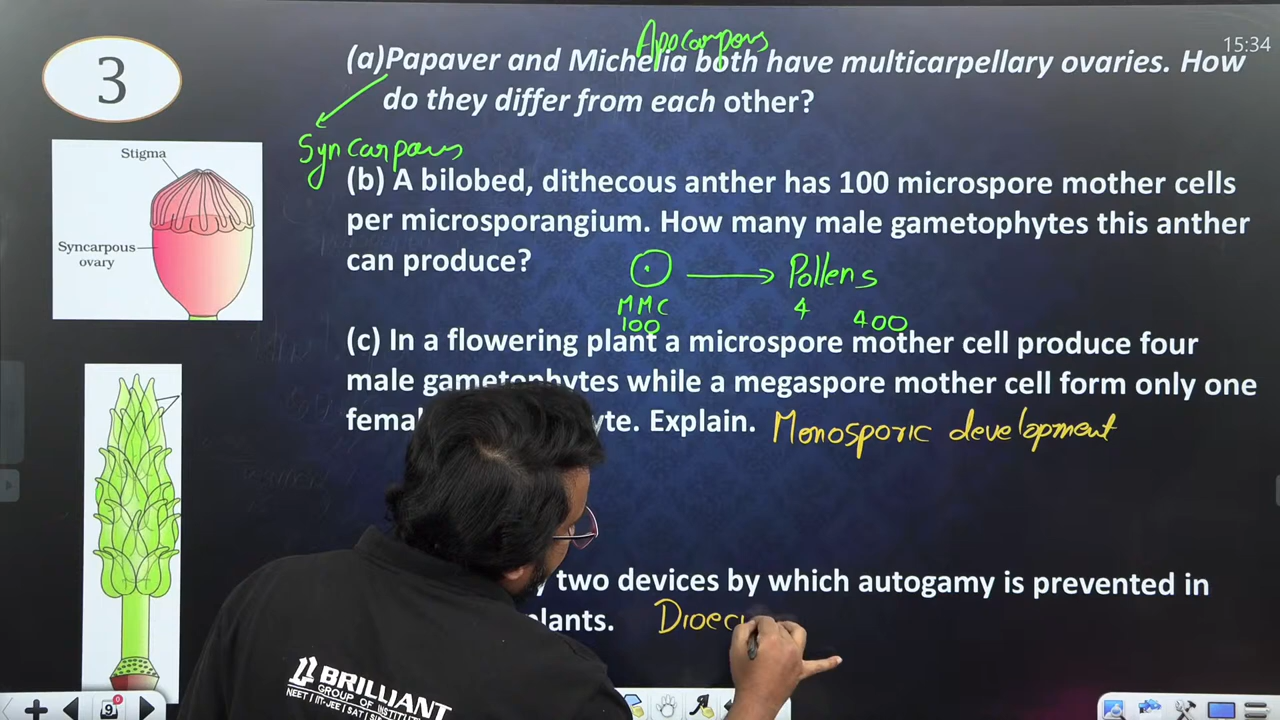 Apocarpous
15:34
3
(a)Papaver and Michelia both have multicarpellary ovaries. How
do they differ from each other?
Syncarpous
Stigma
Syncarpous
ovary
(b) A bilobed, dithecous anther has 100 microspore mother cells
per microsporangium. How many male gametophytes this anther
can produce?
Pollens
MMC
4
100
400
(c) In a flowering plant a microspore mother cell produce four
male gametophytes while a megaspore mother cell form only one
Explain. Monosporic development
two devices by which autogamy is prevented in
Dioec
BRILLIANT
GROUP OF
NEET | IIT-JEE | SAT
9
0